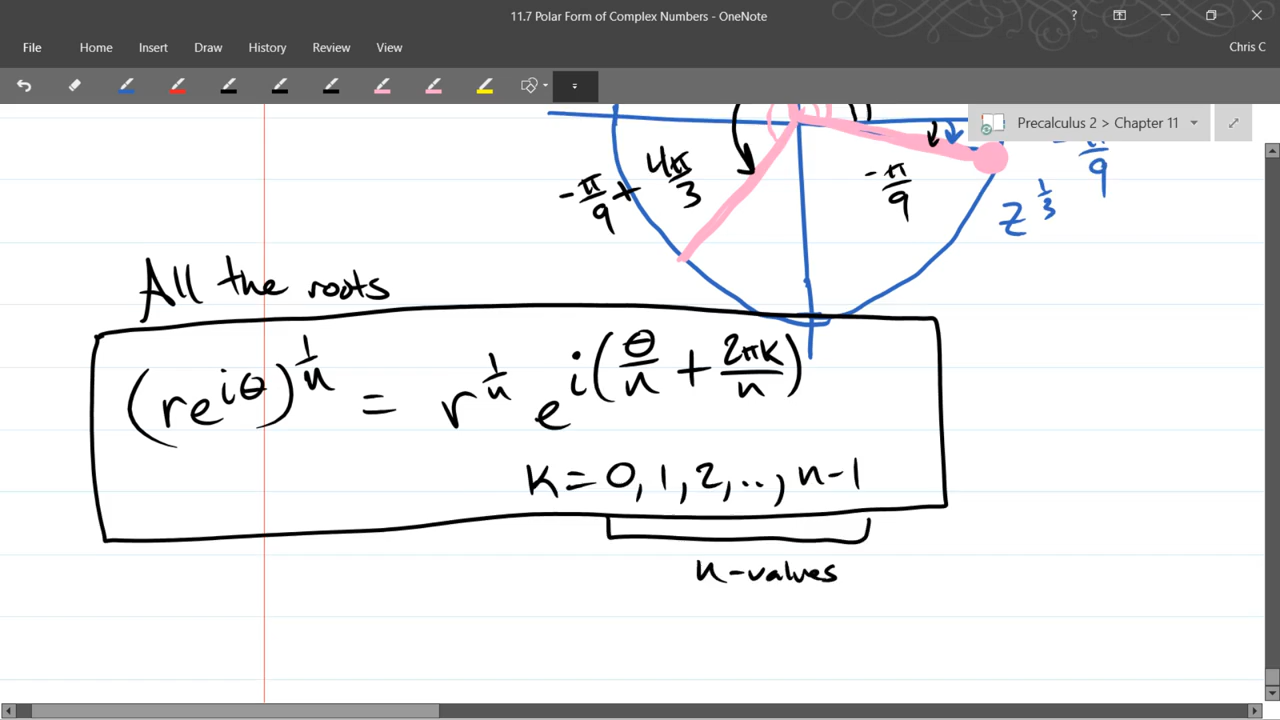 11.7 Polar Form of Complex Numbers - OneNote
?
File Home Insert Draw History Review View
Chris C
Precalculus 2 > Chapter 11
-π/9 + 4π/3
-π/9
-π/9
z^(1/3)
All the roots
(re^(iθ))^(1/n) = r^(1/n) e^(i(θ/n + 2πk/n))
k = 0, 1, 2, .., n-1
n-values